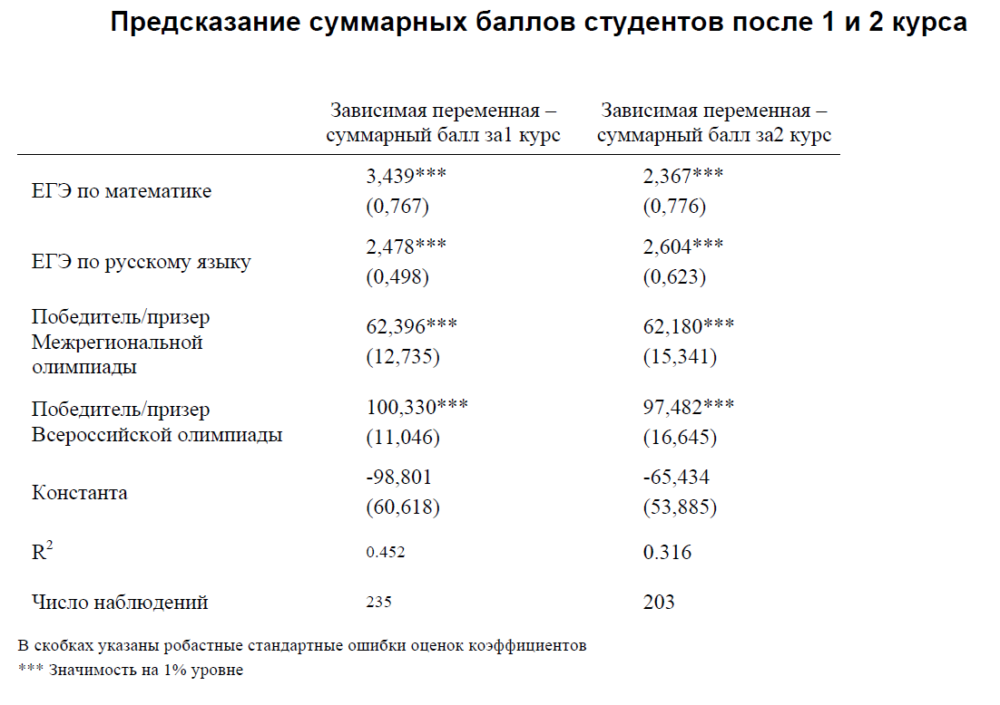 Предсказание суммарных баллов студентов после 1 и 2 курса
Зависимая переменная – Зависимая переменная –
суммарный балл за1 курс суммарный балл за2 курс
ЕГЭ по математике 3,439*** 2,367***
(0,767) (0,776)
ЕГЭ по русскому языку 2,478*** 2,604***
(0,498) (0,623)
Победитель/призер
Межрегиональной 62,396*** 62,180***
олимпиады (12,735) (15,341)
Победитель/призер 100,330*** 97,482***
Всероссийской олимпиады (11,046) (16,645)
Константа -98,801 -65,434
(60,618) (53,885)
R² 0.452 0.316
Число наблюдений 235 203
В скобках указаны робастные стандартные ошибки оценок коэффициентов
*** Значимость на 1% уровне